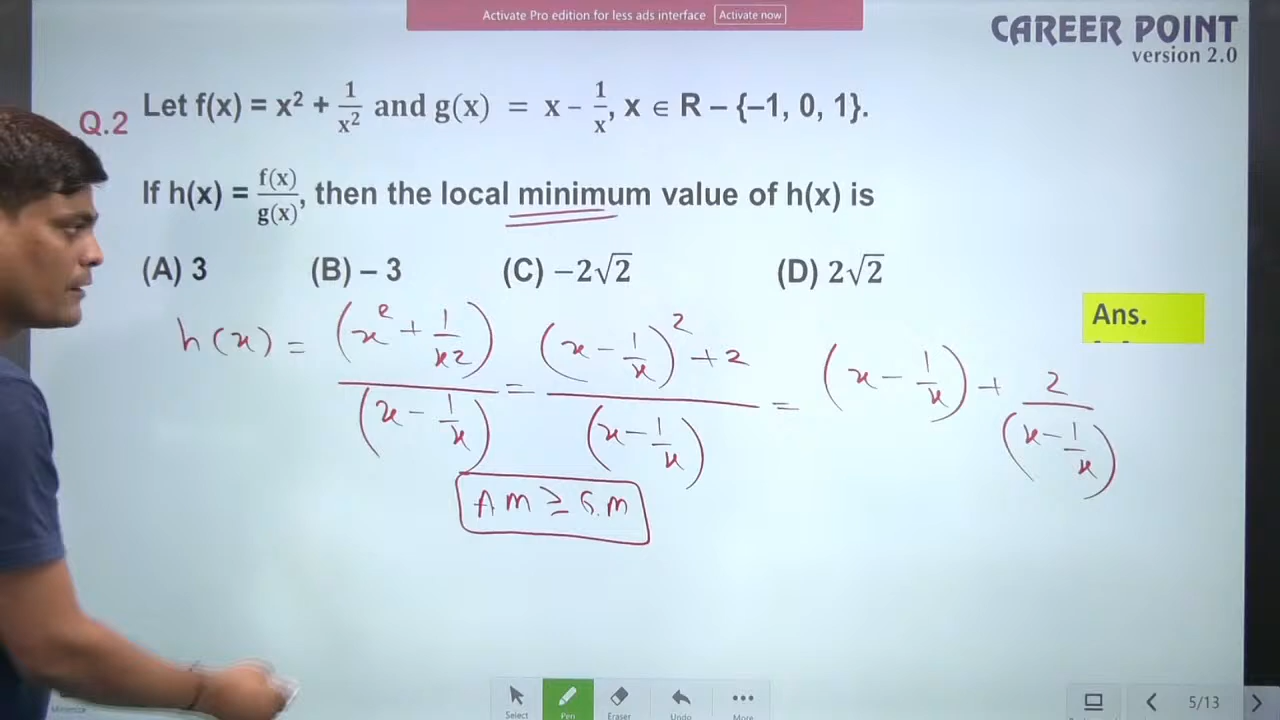 Activate Pro edition for less ads interface Activate now
CAREER POINT
version 2.0
Q.2 Let f(x) = x² + 1/x² and g(x) = x − 1/x, x ∈ R – {–1, 0, 1}.
If h(x) = f(x)/g(x), then the local minimum value of h(x) is
(A) 3 (B) – 3 (C) −2√2 (D) 2√2
Ans.
h(x) = (x² + 1/x2) / (x − 1/x) = ((x − 1/x)² + 2) / (x − 1/x) = (x − 1/x) + 2/(x − 1/x)
Am ≥ G.m
Select Pen Eraser Undo More
5/13